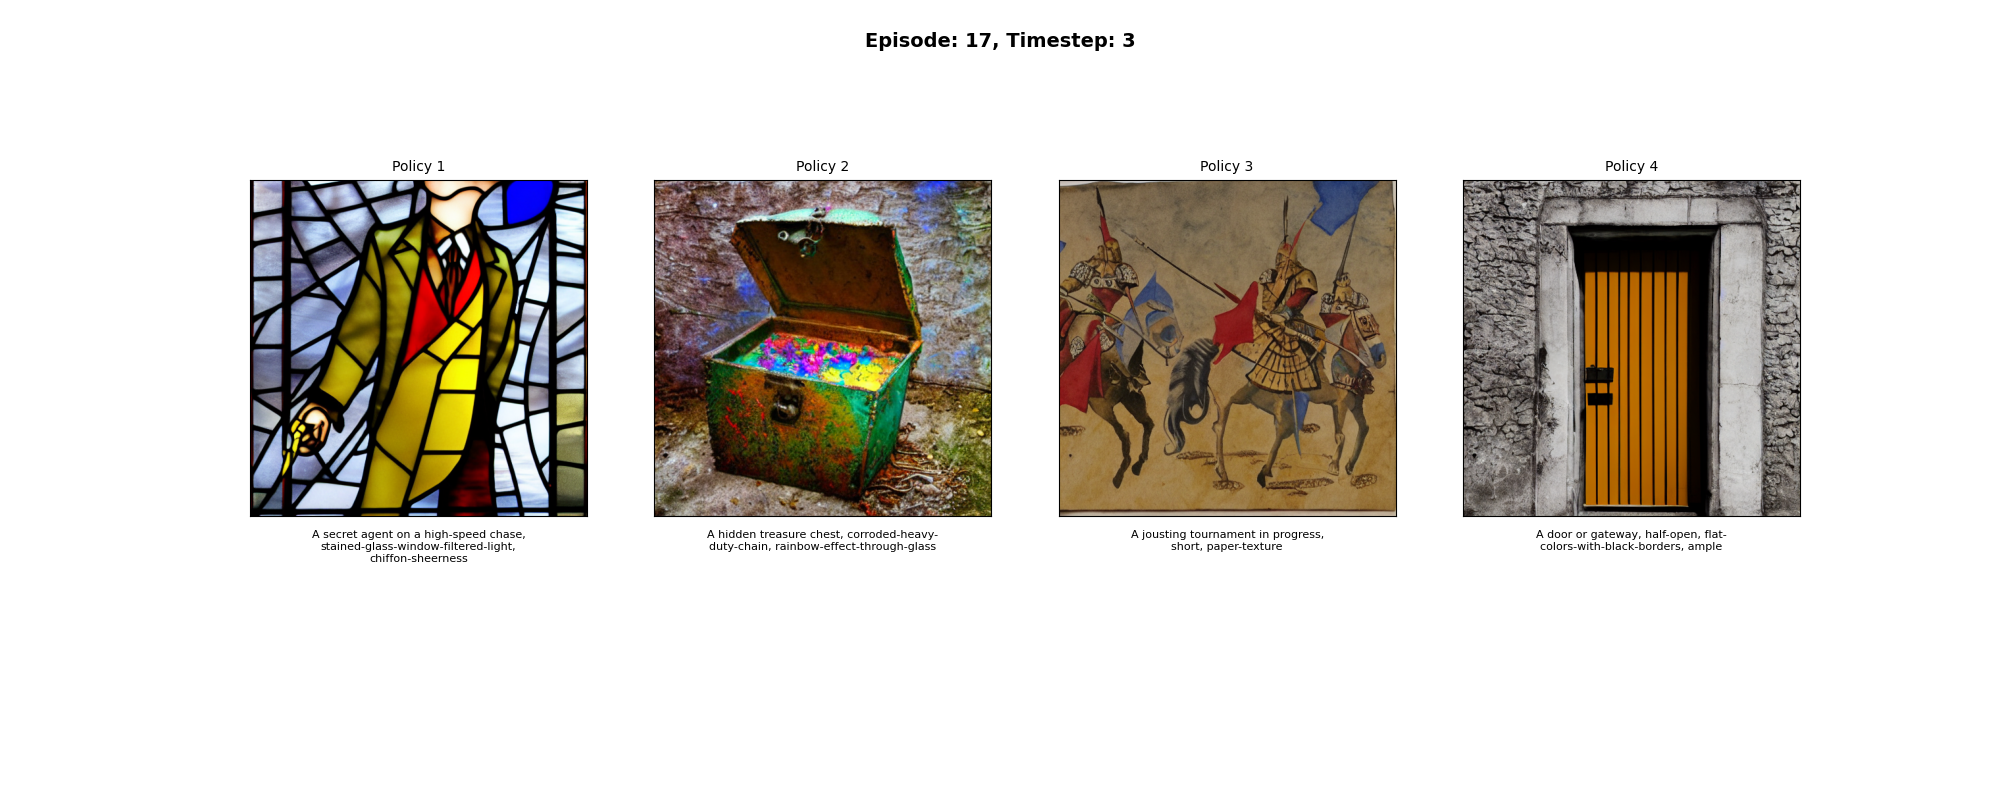 Episode: 17, Timestep: 3
Policy 1
Policy 2
Policy 3
Policy 4
A secret agent on a high-speed chase,
stained-glass-window-filtered-light,
chiffon-sheerness
A hidden treasure chest, corroded-heavy-
duty-chain, rainbow-effect-through-glass
A jousting tournament in progress,
short, paper-texture
A door or gateway, half-open, flat-
colors-with-black-borders, ample